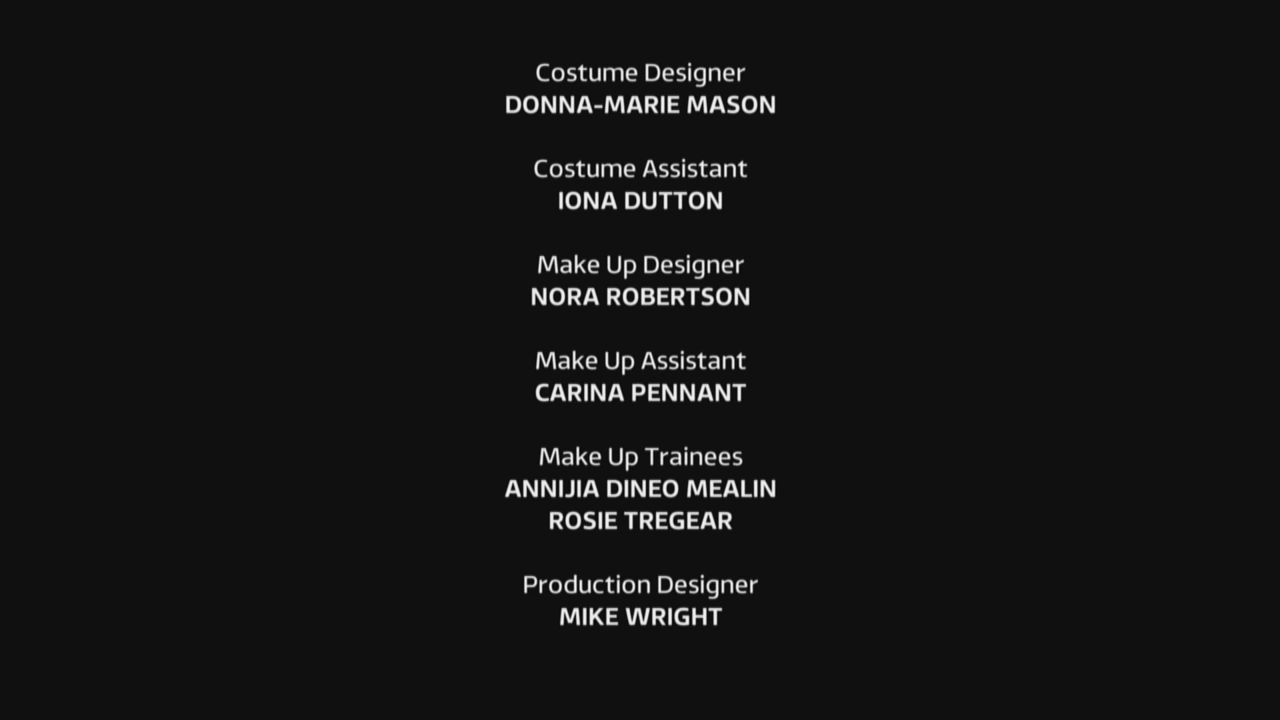 Costume Designer
DONNA-MARIE MASON
Costume Assistant
IONA DUTTON
Make Up Designer
NORA ROBERTSON
Make Up Assistant
CARINA PENNANT
Make Up Trainees
ANNIJIA DINEO MEALIN
ROSIE TREGEAR
Production Designer
MIKE WRIGHT